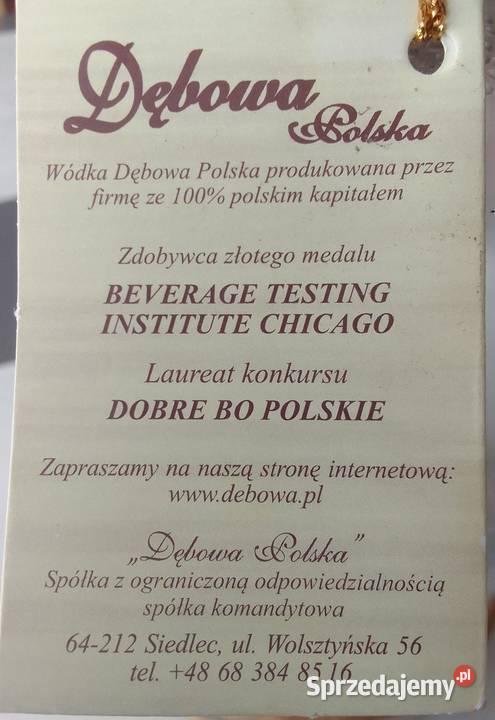 Dębowa
Polska
Wódka Dębowa Polska produkowana przez
firmę ze 100% polskim kapitałem
Zdobywca złotego medalu
BEVERAGE TESTING
INSTITUTE CHICAGO
Laureat konkursu
DOBRE BO POLSKIE
Zapraszamy na naszą stronę internetową:
www.debowa.pl
„Dębowa Polska”
Spółka z ograniczoną odpowiedzialnością
spółka komandytowa
64-212 Siedlec, ul. Wolsztyńska 56
tel. +48 68 384 85 16
Sprzedajemy.pl